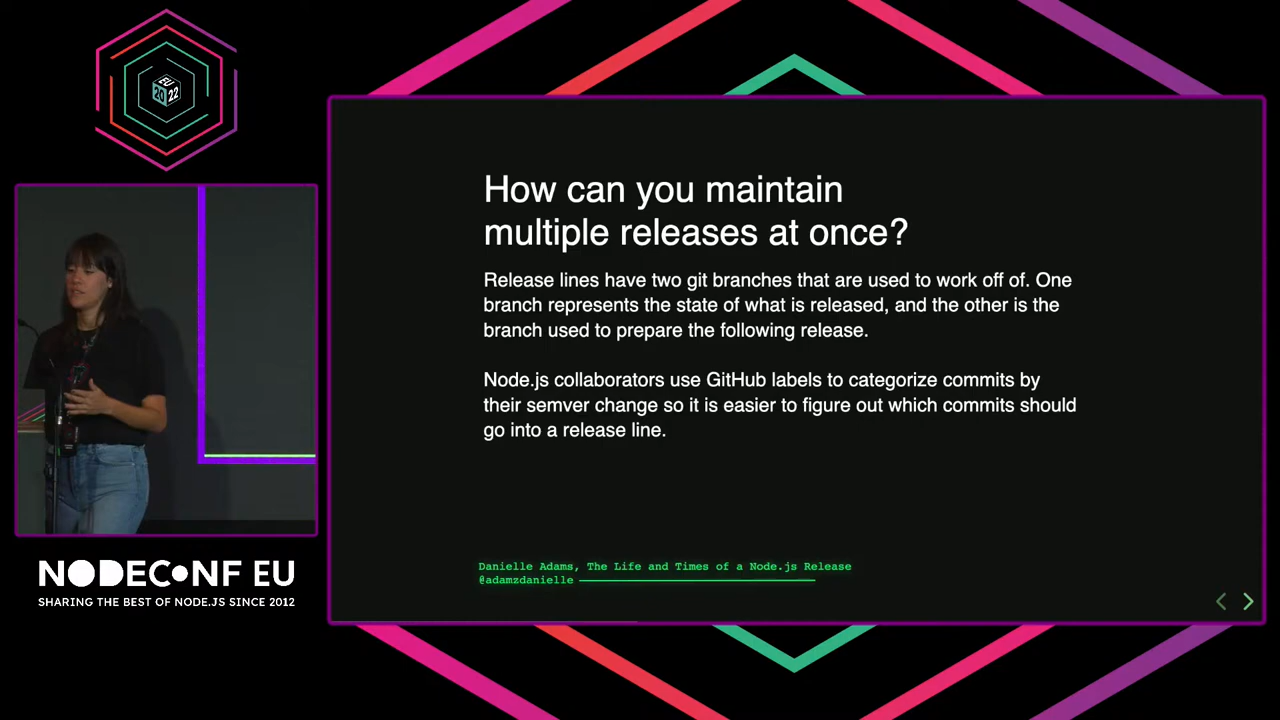 EU
20
22
How can you maintain
multiple releases at once?
Release lines have two git branches that are used to work off of. One
branch represents the state of what is released, and the other is the
branch used to prepare the following release.
Node.js collaborators use GitHub labels to categorize commits by
their semver change so it is easier to figure out which commits should
go into a release line.
Danielle Adams, The Life and Times of a Node.js Release
@adamzdanielle
NODECONF EU
SHARING THE BEST OF NODE.JS SINCE 2012